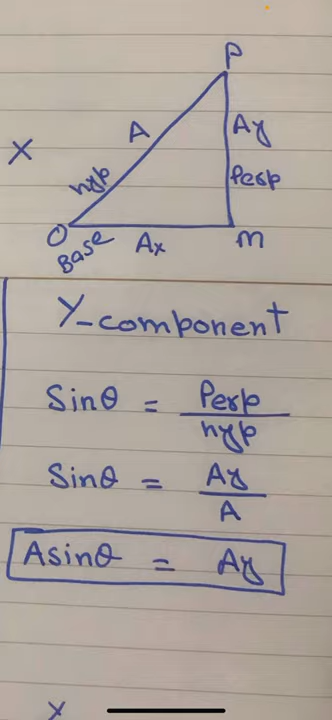 P
A
Ay
X
hyp
Perp
O
M
Base
Ax
Y-component
Sinθ = Perp / hyp
Sinθ = Ay / A
Asinθ = Ay
X